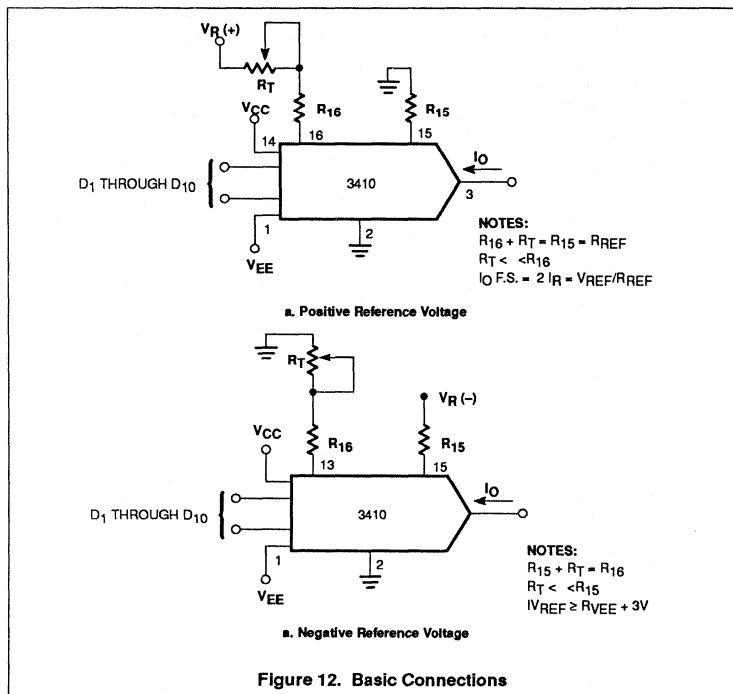 VR (+)
RT
R16
R15
VCC
14
16
15
IO
D1 THROUGH D10
3410
3
1
2
VEE
NOTES:
R16 + RT = R15 = RREF
RT < <R16
IO F.S. = 2 IR = VREF/RREF
a. Positive Reference Voltage
RT
VR (–)
VCC
R16
R15
13
15
IO
D1 THROUGH D10
3410
1
2
VEE
NOTES:
R15 + RT = R16
RT < <R15
IVREF ≥ RVEE + 3V
a. Negative Reference Voltage
Figure 12. Basic Connections